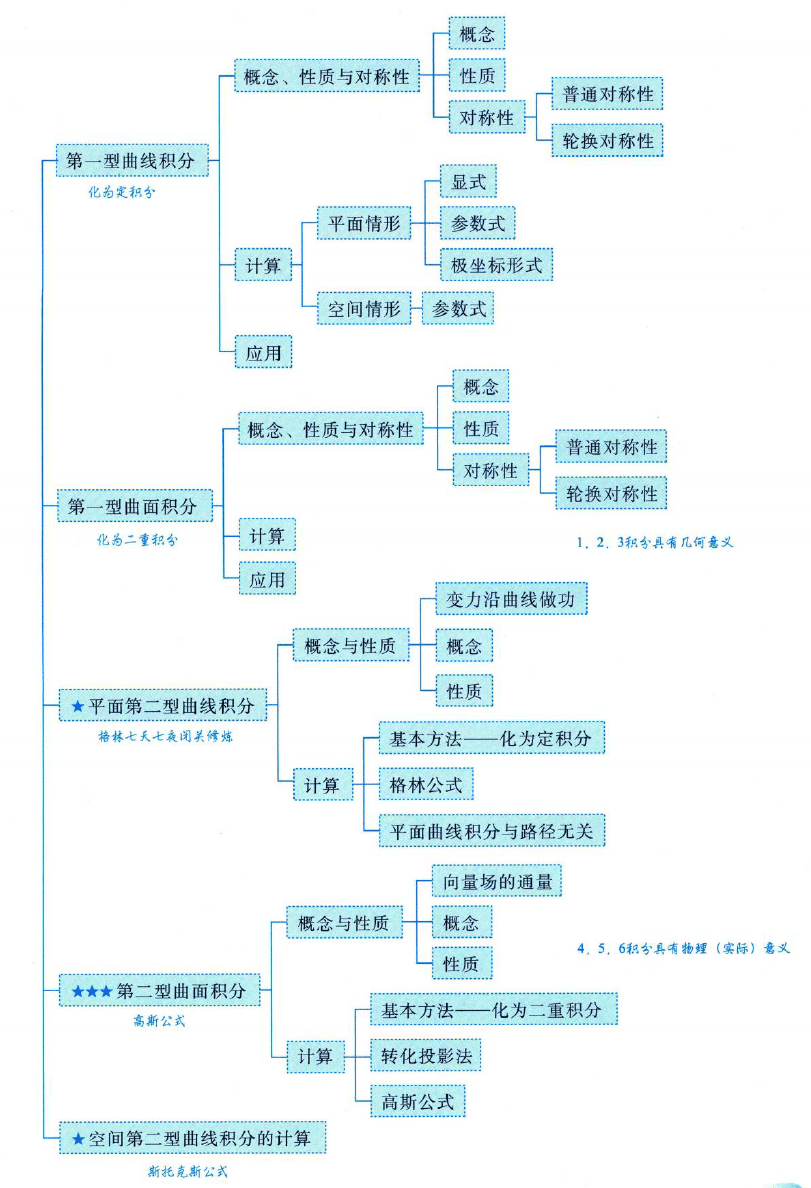 概念
概念、性质与对称性
性质
对称性
普通对称性
轮换对称性
第一型曲线积分
化为定积分
显式
平面情形
参数式
计算
极坐标形式
空间情形
参数式
应用
概念
概念、性质与对称性
性质
普通对称性
对称性
轮换对称性
第一型曲面积分
化为二重积分
计算
1，2，3积分具有几何意义
应用
变力沿曲线做功
概念与性质
概念
性质
★平面第二型曲线积分
格林七天七夜闭关修炼
基本方法——化为定积分
计算
格林公式
平面曲线积分与路径无关
向量场的通量
概念与性质
概念
4，5，6积分具有物理（实际）意义
性质
★★★第二型曲面积分
高斯公式
基本方法——化为二重积分
计算
转化投影法
高斯公式
★空间第二型曲线积分的计算
斯托克斯公式